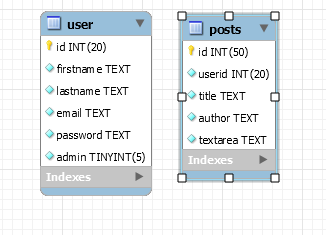 user
id INT(20)
firstname TEXT
lastname TEXT
email TEXT
password TEXT
admin TINYINT(5)
Indexes
posts
id INT(50)
userid INT(20)
title TEXT
author TEXT
textarea TEXT
Indexes